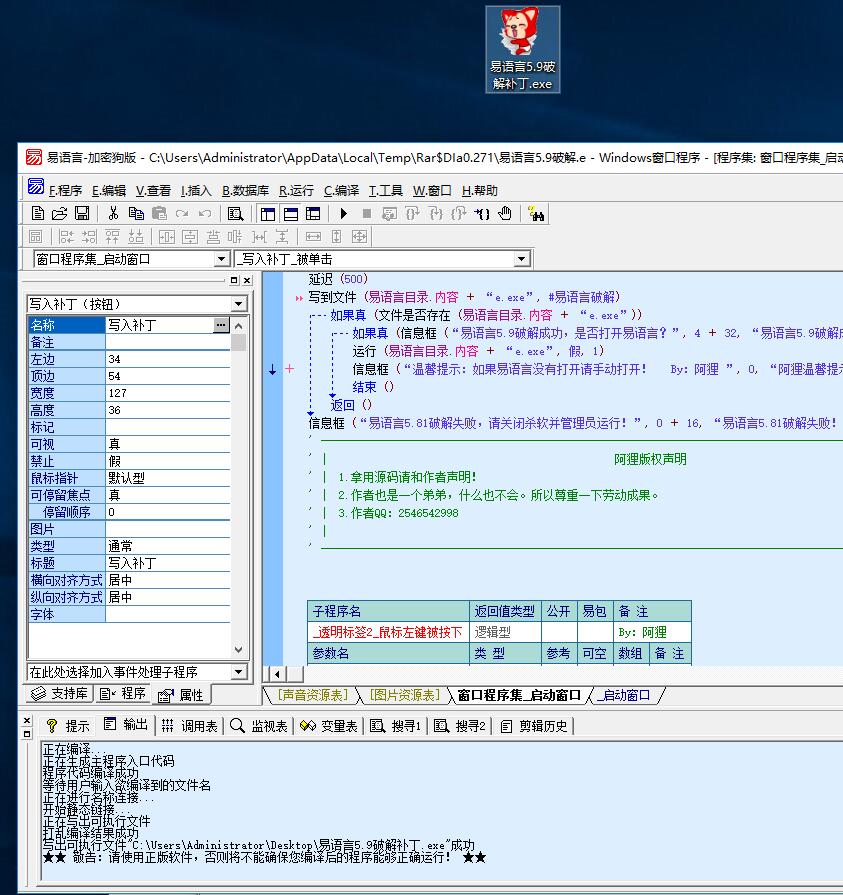 易语言5.9破
解补丁.exe
易语言-加密狗版 - C:\Users\Administrator\AppData\Local\Temp\Rar$DIa0.271\易语言5.9破解.e - Windows窗口程序 - [程序集: 窗口程序集_启动
F.程序 E.编辑 V.查看 I.插入 B.数据库 R.运行 C.编译 T.工具 W.窗口 H.帮助
窗口程序集_启动窗口 _写入补丁_被单击
写入补丁（按钮）
名称 写入补丁 ...
备注
左边 34
顶边 54
宽度 127
高度 36
标记
可视 真
禁止 假
鼠标指针 默认型
可停留焦点 真
停留顺序 0
图片
类型 通常
标题 写入补丁
横向对齐方式 居中
纵向对齐方式 居中
字体
在此处选择加入事件处理子程序
支持库 程序 属性
延迟 (500)
写到文件 (易语言目录.内容 + “e.exe”, #易语言破解)
如果真 (文件是否存在 (易语言目录.内容 + “e.exe”))
如果真 (信息框 (“易语言5.9破解成功，是否打开易语言？”, 4 + 32, “易语言5.9破解
运行 (易语言目录.内容 + “e.exe”, 假, 1)
信息框 (“温馨提示：如果易语言没有打开请手动打开！ By：阿狸 ”, 0, “阿狸温馨提
结束 ()
返回 ()
信息框 (“易语言5.81破解失败，请关闭杀软并管理员运行！”, 0 + 16, “易语言5.81破解失败！
' | 阿狸版权声明
' | 1.拿用源码请和作者声明！
' | 2.作者也是一个弟弟，什么也不会。所以尊重一下劳动成果。
' | 3.作者QQ：2546542998
' |
子程序名 返回值类型 公开 易包 备 注
_透明标签2_鼠标左键被按下 逻辑型 By：阿狸
参数名 类 型 参考 可空 数组 备 注
[声音资源表] [图片资源表] 窗口程序集_启动窗口 _启动窗口
提示 输出 调用表 监视表 变量表 搜寻1 搜寻2 剪辑历史
正在编译...
正在生成主程序入口代码
程序代码编译成功
等待用户输入欲编译到的文件名
正在进行名称连接...
开始静态链接...
正在写出可执行文件
打乱编译结果成功
写出可执行文件"C:\Users\Administrator\Desktop\易语言5.9破解补丁.exe"成功
★★ 敬告：请使用正版软件，否则将不能确保您编译后的程序能够正确运行！ ★★